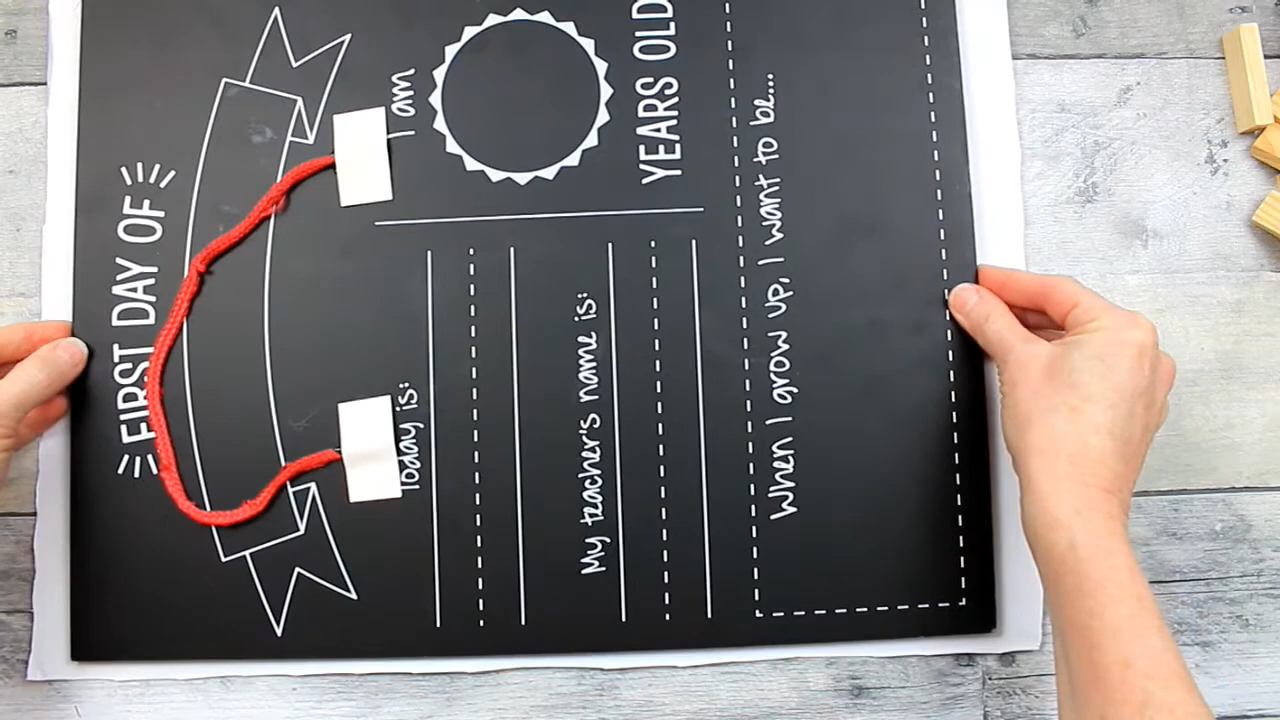 FIRST DAY OF
Today is:
I am
YEARS OLD
My teacher's name is:
When I grow up, I want to be...